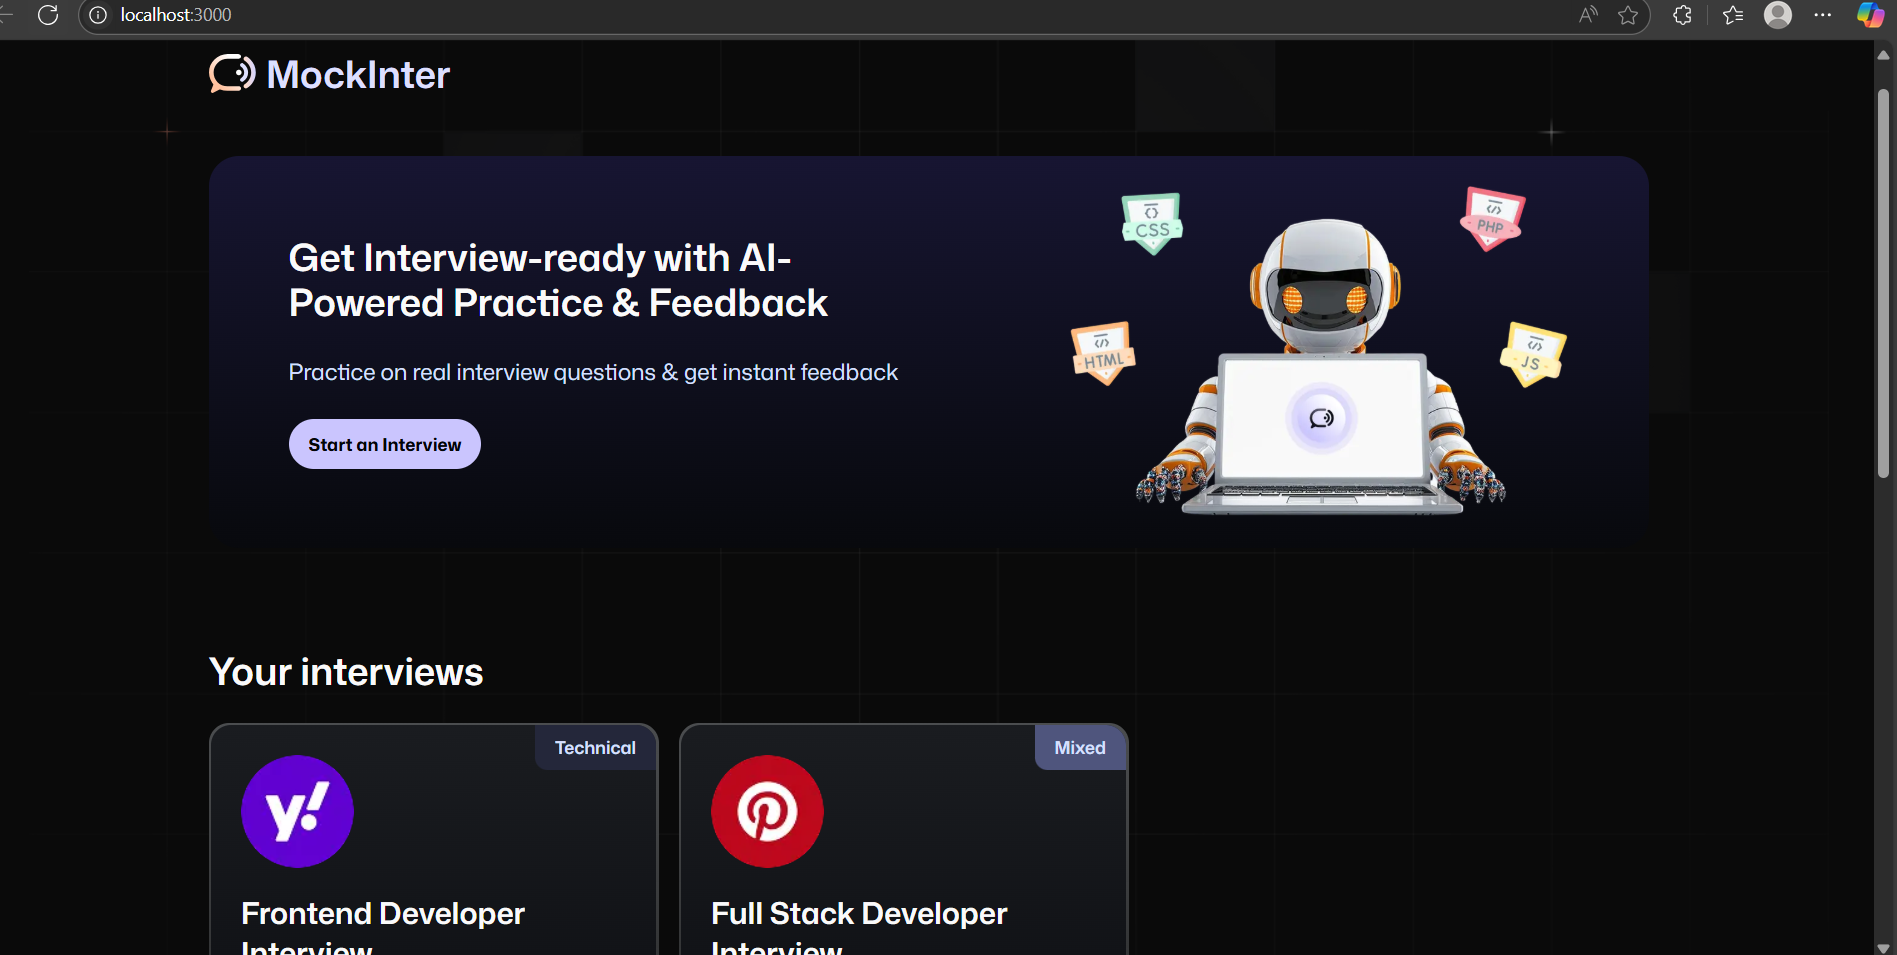 localhost:3000
MockInter
Get Interview-ready with AI-
Powered Practice & Feedback
Practice on real interview questions & get instant feedback
Start an Interview
CSS
PHP
HTML
JS
Your interviews
Technical
y!
Frontend Developer
Interview
Mixed
Full Stack Developer
Interview